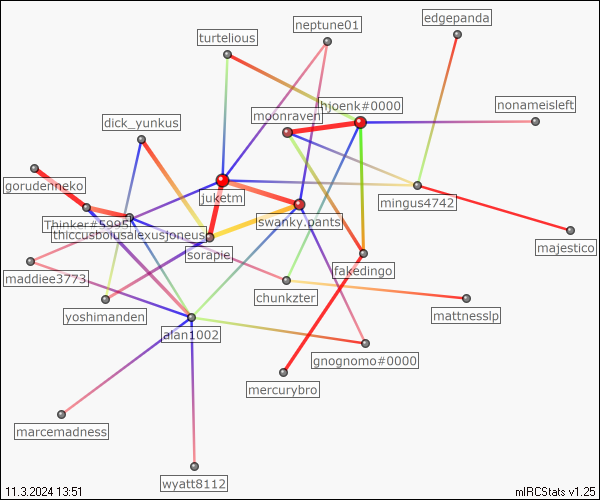 edgepanda
neptune01
turtelious
hjoenk#0000
nonameisleft
moonraven
dick_yunkus
gorudenneko
juketm
mingus4742
swanky.pants
Thinker#5995
thiccusboiusalexusjoneus
majestico
sorapie
fakedingo
maddiee3773
chunkzter
yoshimanden
mattnesslp
alan1002
gnognomo#0000
mercurybro
marcemadness
wyatt8112
11.3.2024 13:51
mIRCStats v1.25